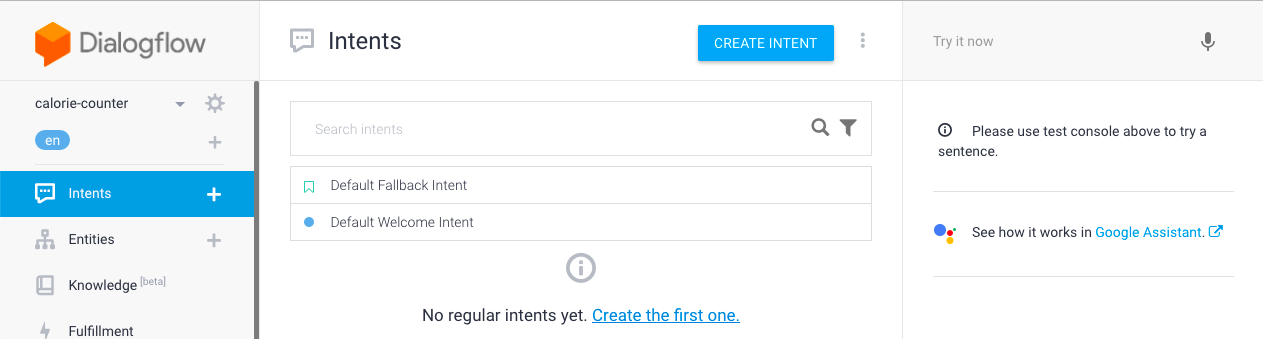 Dialogflow
Intents
CREATE INTENT
Try it now
calorie-counter
en
Search intents
Please use test console above to try a
sentence.
Intents
Default Fallback Intent
Default Welcome Intent
Entities
See how it works in Google Assistant.
Knowledge [beta]
No regular intents yet. Create the first one.
Fulfillment